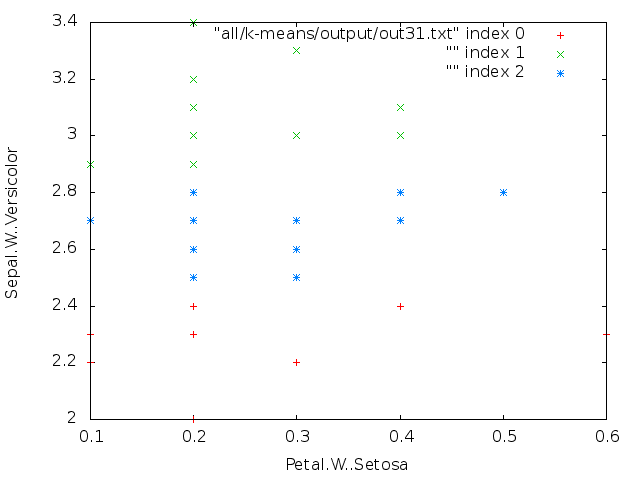 3.4
"all/k-means/output/out31.txt" index 0
"" index 1
"" index 2
3.2
3
2.8
2.6
2.4
2.2
2
Sepal.W..Versicolor
0.1 0.2 0.3 0.4 0.5 0.6
Petal.W..Setosa